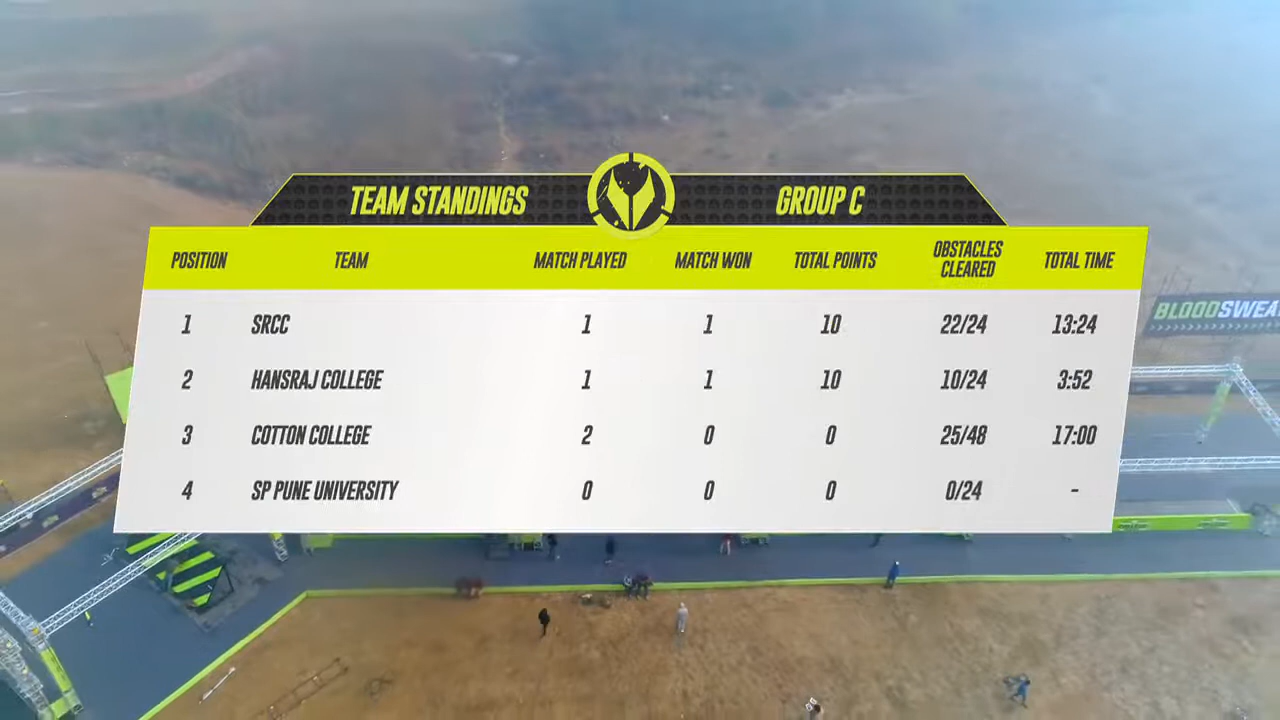 TEAM STANDINGS GROUP C
POSITION TEAM MATCH PLAYED MATCH WON TOTAL POINTS OBSTACLES CLEARED TOTAL TIME
1 SRCC 1 1 10 22/24 13:24
2 HANSRAJ COLLEGE 1 1 10 10/24 3:52
3 COTTON COLLEGE 2 0 0 25/48 17:00
4 SP PUNE UNIVERSITY 0 0 0 0/24 -
BLOODSWEA